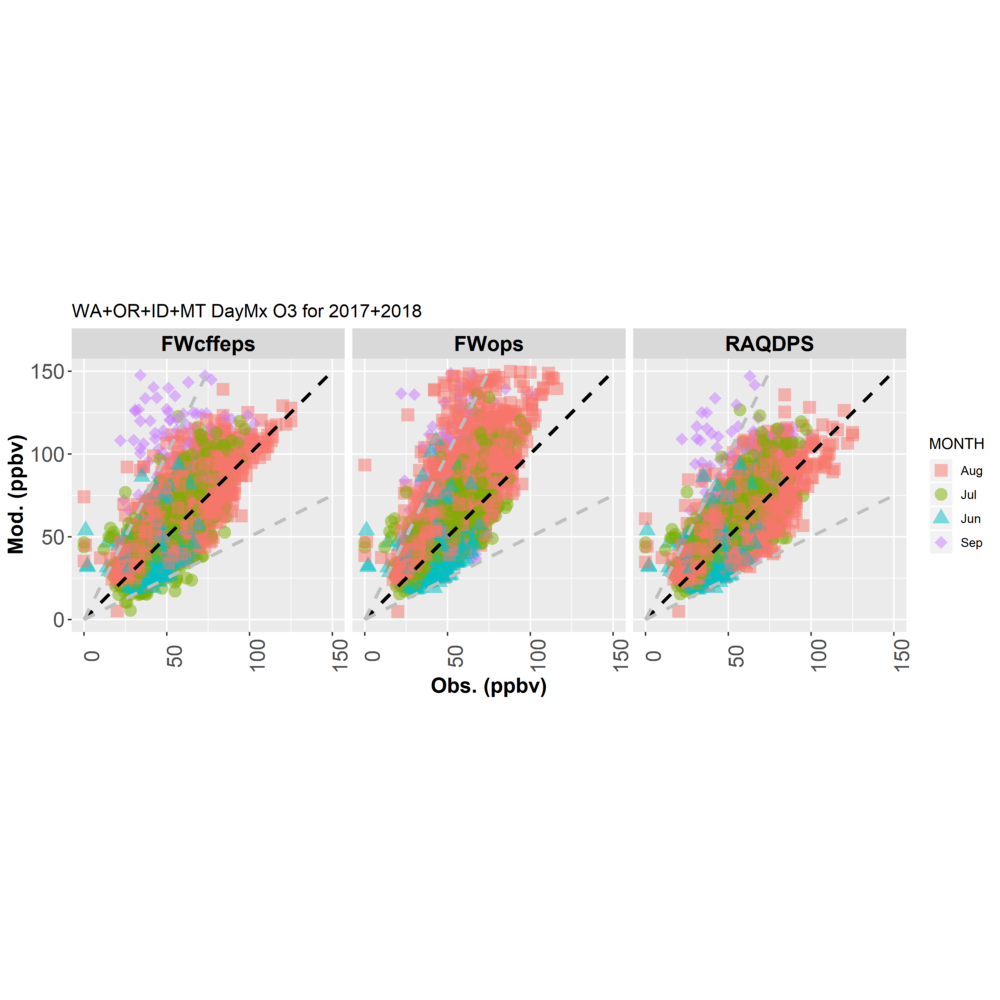 WA+OR+ID+MT DayMx O3 for 2017+2018
FWcffeps FWops RAQDPS
150
100
50
0
Mod. (ppbv)
0 50 100 150 0 50 100 150 0 50 100 150
Obs. (ppbv)
MONTH
Aug
Jul
Jun
Sep